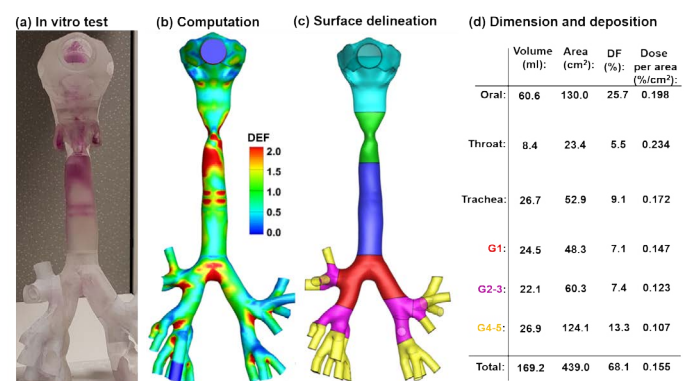 (a) In vitro test (b) Computation (c) Surface delineation (d) Dimension and deposition
Volume (ml): Area (cm²): DF (%): Dose per area (%/cm²):
Oral: 60.6 130.0 25.7 0.198
DEF
2.0
1.5
1.0
0.5
0.0
Throat: 8.4 23.4 5.5 0.234
Trachea: 26.7 52.9 9.1 0.172
G1: 24.5 48.3 7.1 0.147
G2-3: 22.1 60.3 7.4 0.123
G4-5: 26.9 124.1 13.3 0.107
Total: 169.2 439.0 68.1 0.155